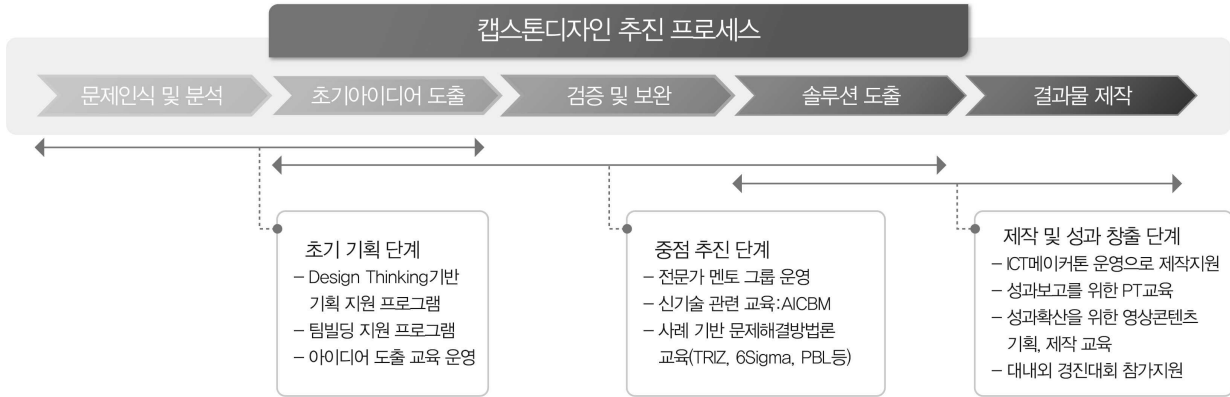 캡스톤디자인 추진 프로세스
문제인식 및 분석
초기아이디어 도출
검증 및 보완
솔루션 도출
결과물 제작
초기 기획 단계
– Design Thinking기반
기획 지원 프로그램
– 팀빌딩 지원 프로그램
– 아이디어 도출 교육 운영
중점 추진 단계
– 전문가 멘토 그룹 운영
– 신기술 관련 교육:AICBM
– 사례 기반 문제해결방법론
교육(TRIZ, 6Sigma, PBL등)
제작 및 성과 창출 단계
– ICT메이커톤 운영으로 제작지원
– 성과보고를 위한 PT교육
– 성과확산을 위한 영상콘텐츠
기획, 제작 교육
– 대내외 경진대회 참가지원